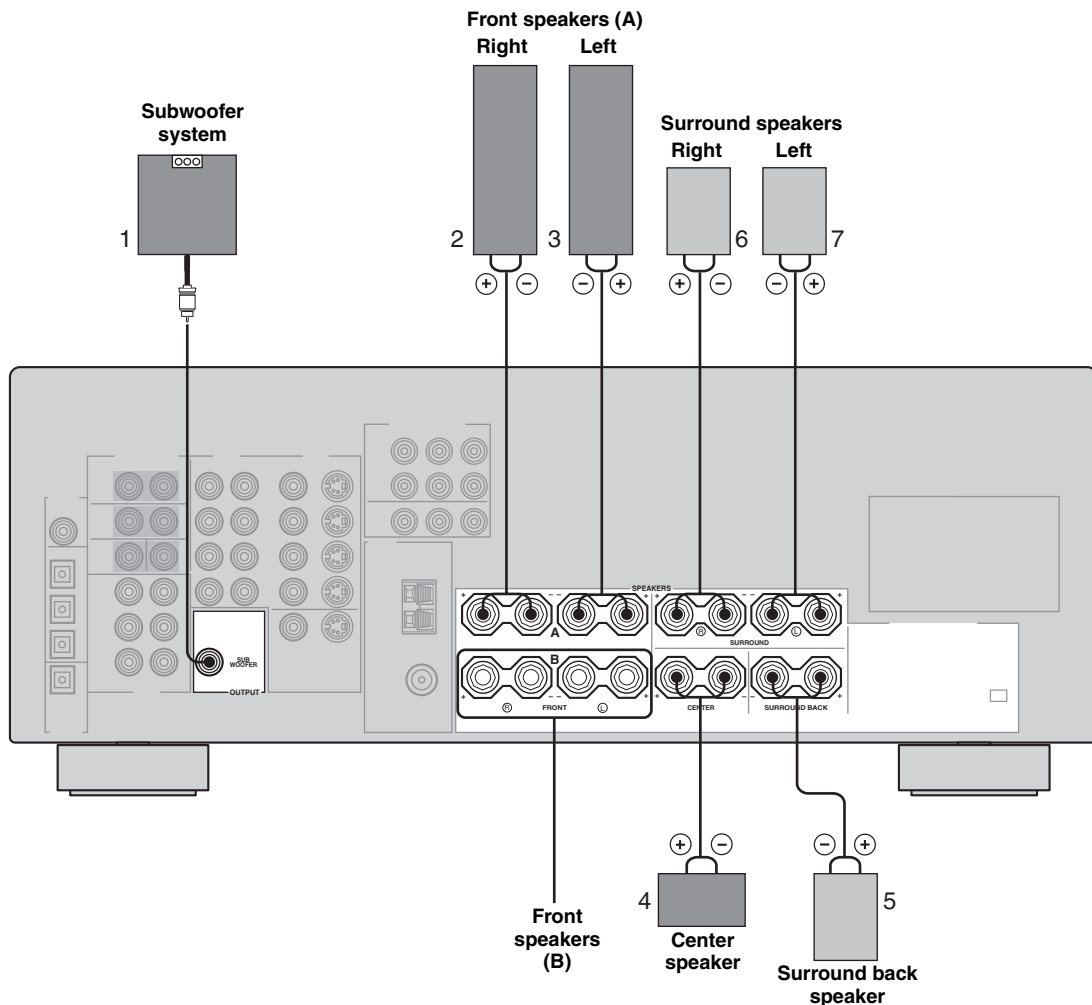 Front speakers (A)
Right Left
Subwoofer
system
Surround speakers
Right Left
1
2
3
6
7
+ − − + + − − +
SPEAKERS
+ − − + + − − +
A
R L
SURROUND
SUB
WOOFER
OUTPUT
B
+ − − + + − − +
R FRONT L
CENTER
SURROUND BACK
+ − − +
4
5
Front
speakers
(B)
Center
speaker
Surround back
speaker